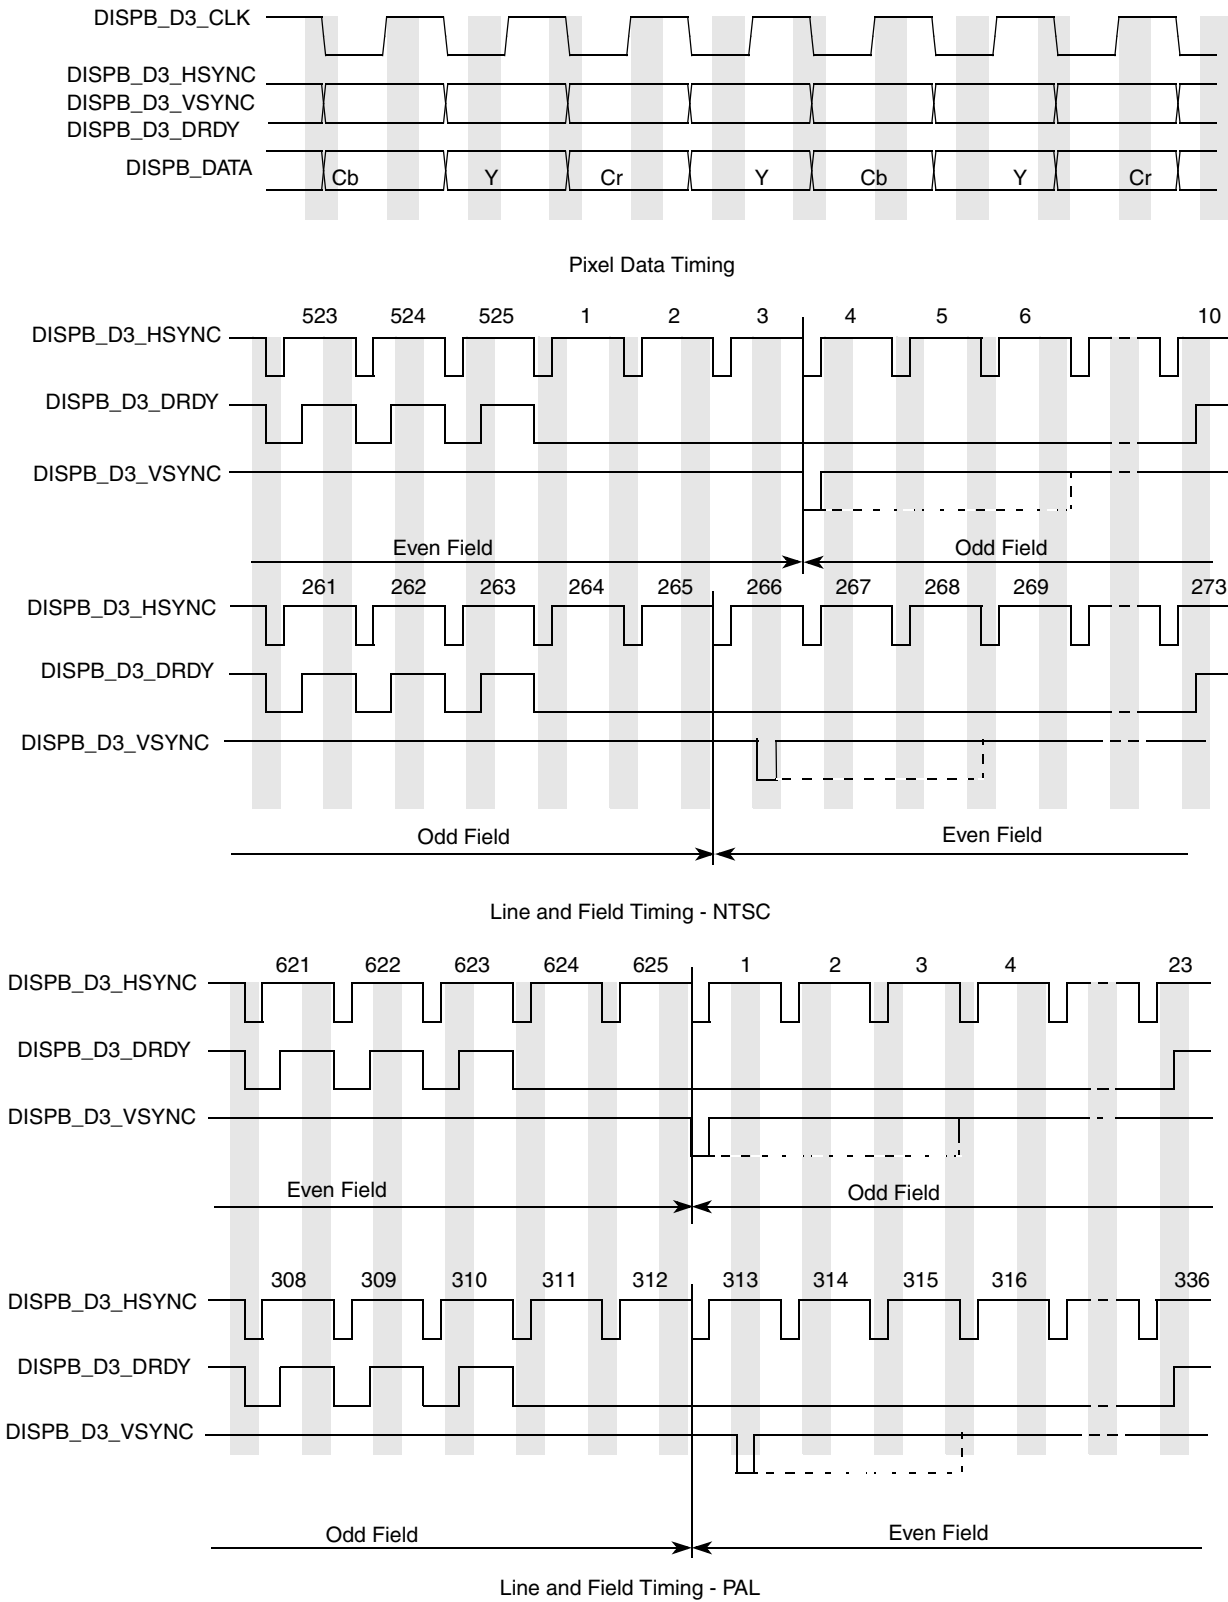 DISPB_D3_CLK
DISPB_D3_HSYNC
DISPB_D3_VSYNC
DISPB_D3_DRDY
DISPB_DATA
Cb Y Cr Y Cb Y Cr
Pixel Data Timing
523 524 525 1 2 3 4 5 6 10
DISPB_D3_HSYNC
DISPB_D3_DRDY
DISPB_D3_VSYNC
Even Field Odd Field
261 262 263 264 265 266 267 268 269 273
DISPB_D3_HSYNC
DISPB_D3_DRDY
DISPB_D3_VSYNC
Odd Field Even Field
Line and Field Timing - NTSC
621 622 623 624 625 1 2 3 4 23
DISPB_D3_HSYNC
DISPB_D3_DRDY
DISPB_D3_VSYNC
Even Field Odd Field
308 309 310 311 312 313 314 315 316 336
DISPB_D3_HSYNC
DISPB_D3_DRDY
DISPB_D3_VSYNC
Odd Field Even Field
Line and Field Timing - PAL